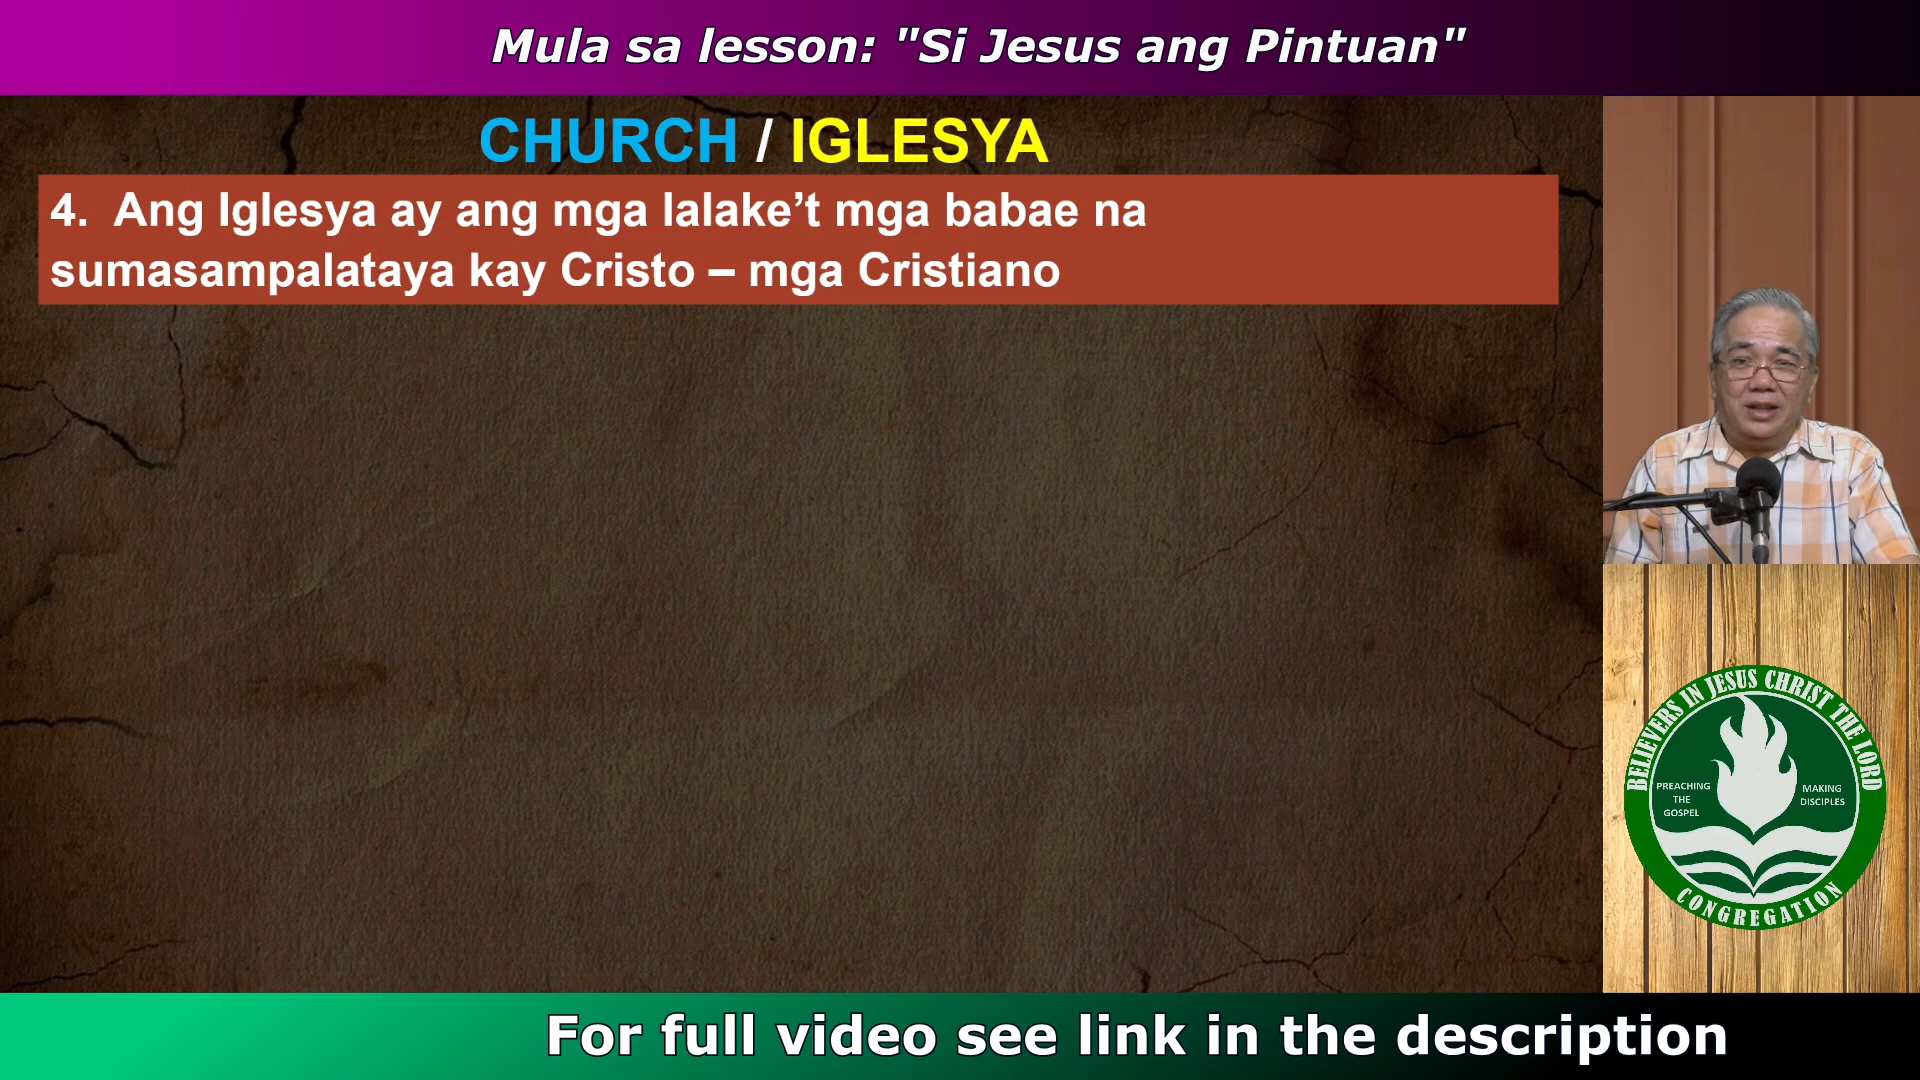 Mula sa lesson: "Si Jesus ang Pintuan"
CHURCH / IGLESYA
4.  Ang Iglesya ay ang mga lalake’t mga babae na
sumasampalataya kay Cristo – mga Cristiano
BELIEVERS IN JESUS CHRIST THE LORD
PREACHING
THE
GOSPEL
MAKING
DISCIPLES
CONGREGATION
For full video see link in the description